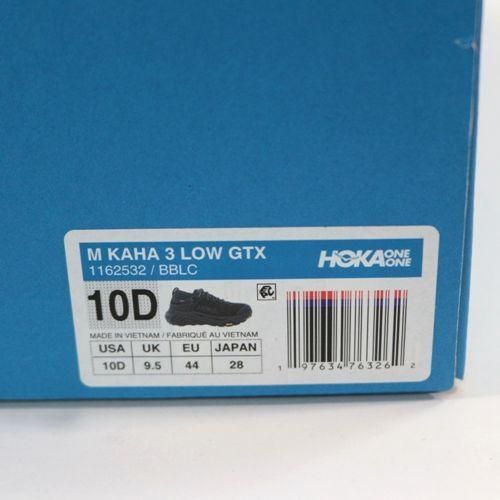 M KAHA 3 LOW GTX
1162532 / BBLC
HOKA ONE ONE
10D
MADE IN VIETNAM / FABRIQUÉ AU VIETNAM
USA UK EU JAPAN
10D 9.5 44 28
1 97634 76326 2